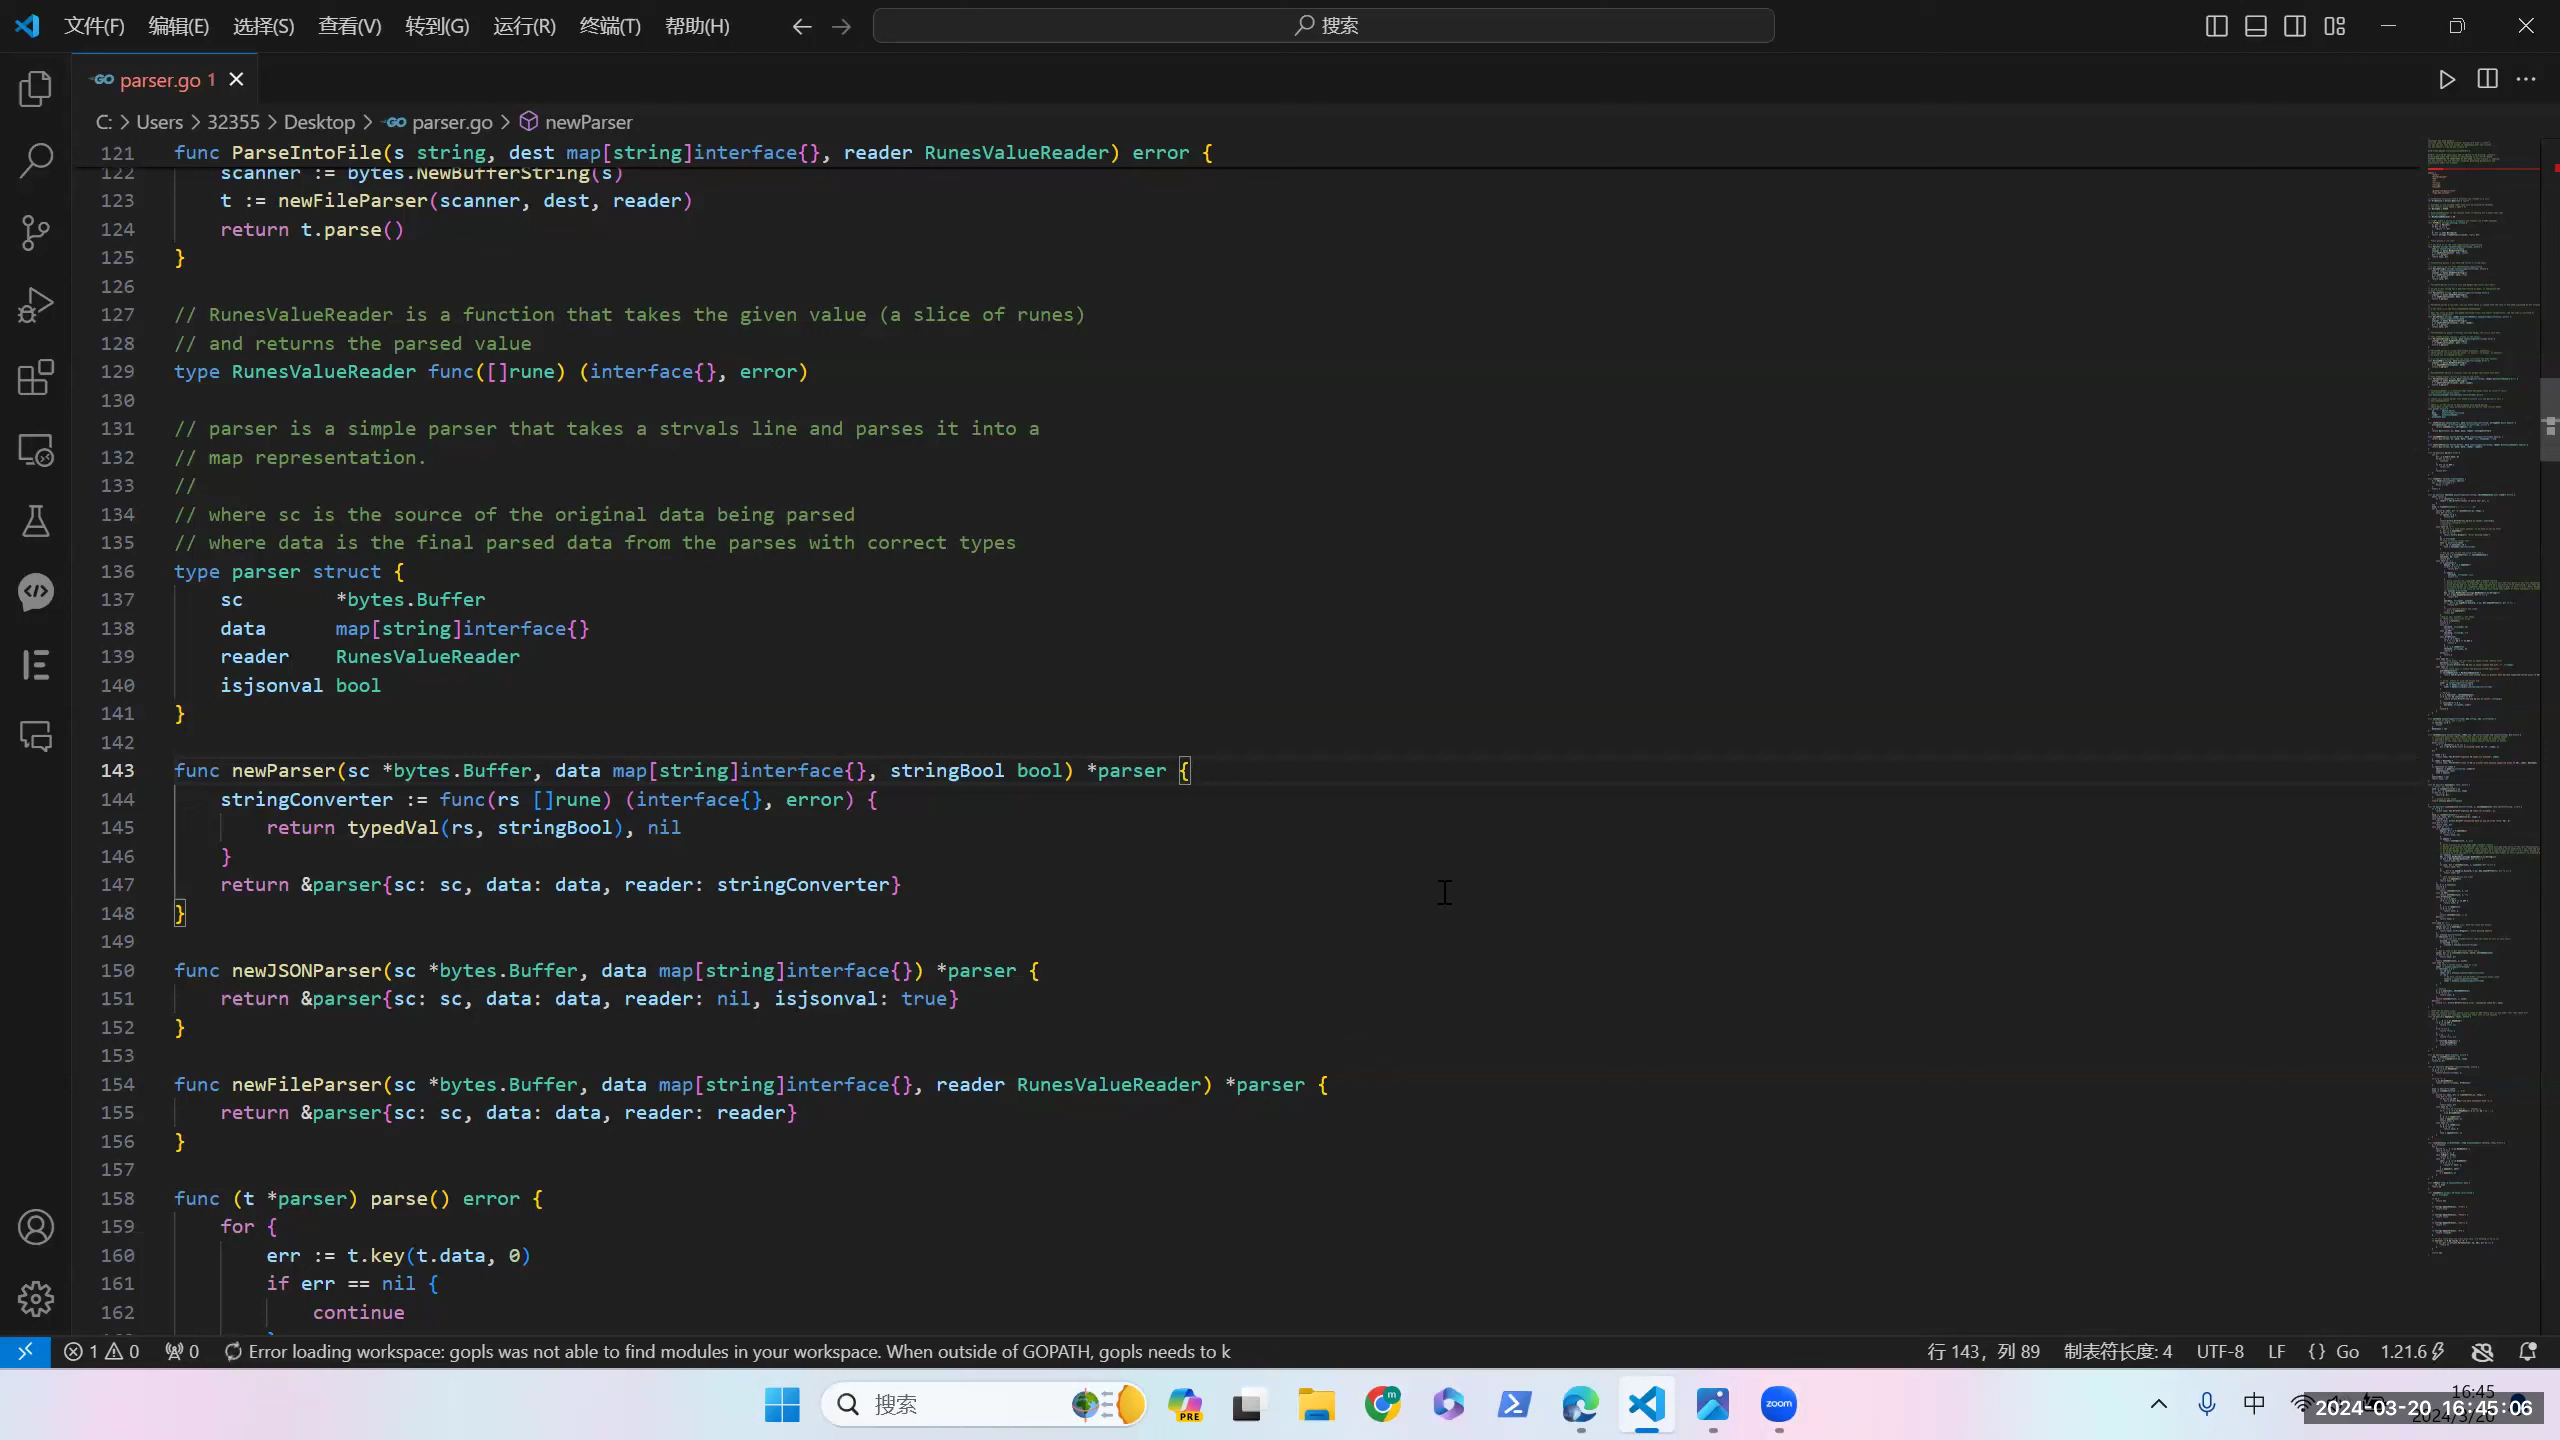 文件(F) 编辑(E) 选择(S) 查看(V) 转到(G) 运行(R) 终端(T) 帮助(H) 搜索
parser.go 1
C: > Users > 32355 > Desktop > parser.go > newParser
121 func ParseIntoFile(s string, dest map[string]interface{}, reader RunesValueReader) error {
122     scanner := bytes.NewBufferString(s)
123     t := newFileParser(scanner, dest, reader)
124     return t.parse()
125 }
126
127 // RunesValueReader is a function that takes the given value (a slice of runes)
128 // and returns the parsed value
129 type RunesValueReader func([]rune) (interface{}, error)
130
131 // parser is a simple parser that takes a strvals line and parses it into a
132 // map representation.
133 //
134 // where sc is the source of the original data being parsed
135 // where data is the final parsed data from the parses with correct types
136 type parser struct {
137     sc        *bytes.Buffer
138     data      map[string]interface{}
139     reader    RunesValueReader
140     isjsonval bool
141 }
142
143 func newParser(sc *bytes.Buffer, data map[string]interface{}, stringBool bool) *parser {
144     stringConverter := func(rs []rune) (interface{}, error) {
145         return typedVal(rs, stringBool), nil
146     }
147     return &parser{sc: sc, data: data, reader: stringConverter}
148 }
149
150 func newJSONParser(sc *bytes.Buffer, data map[string]interface{}) *parser {
151     return &parser{sc: sc, data: data, reader: nil, isjsonval: true}
152 }
153
154 func newFileParser(sc *bytes.Buffer, data map[string]interface{}, reader RunesValueReader) *parser {
155     return &parser{sc: sc, data: data, reader: reader}
156 }
157
158 func (t *parser) parse() error {
159     for {
160         err := t.key(t.data, 0)
161         if err == nil {
162             continue
1 0 0 Error loading workspace: gopls was not able to find modules in your workspace. When outside of GOPATH, gopls needs to k 行 143，列 89 制表符长度: 4 UTF-8 LF {} Go 1.21.6
搜索 PRE m zoom 中 16:45
2024-03-20 16:45:06